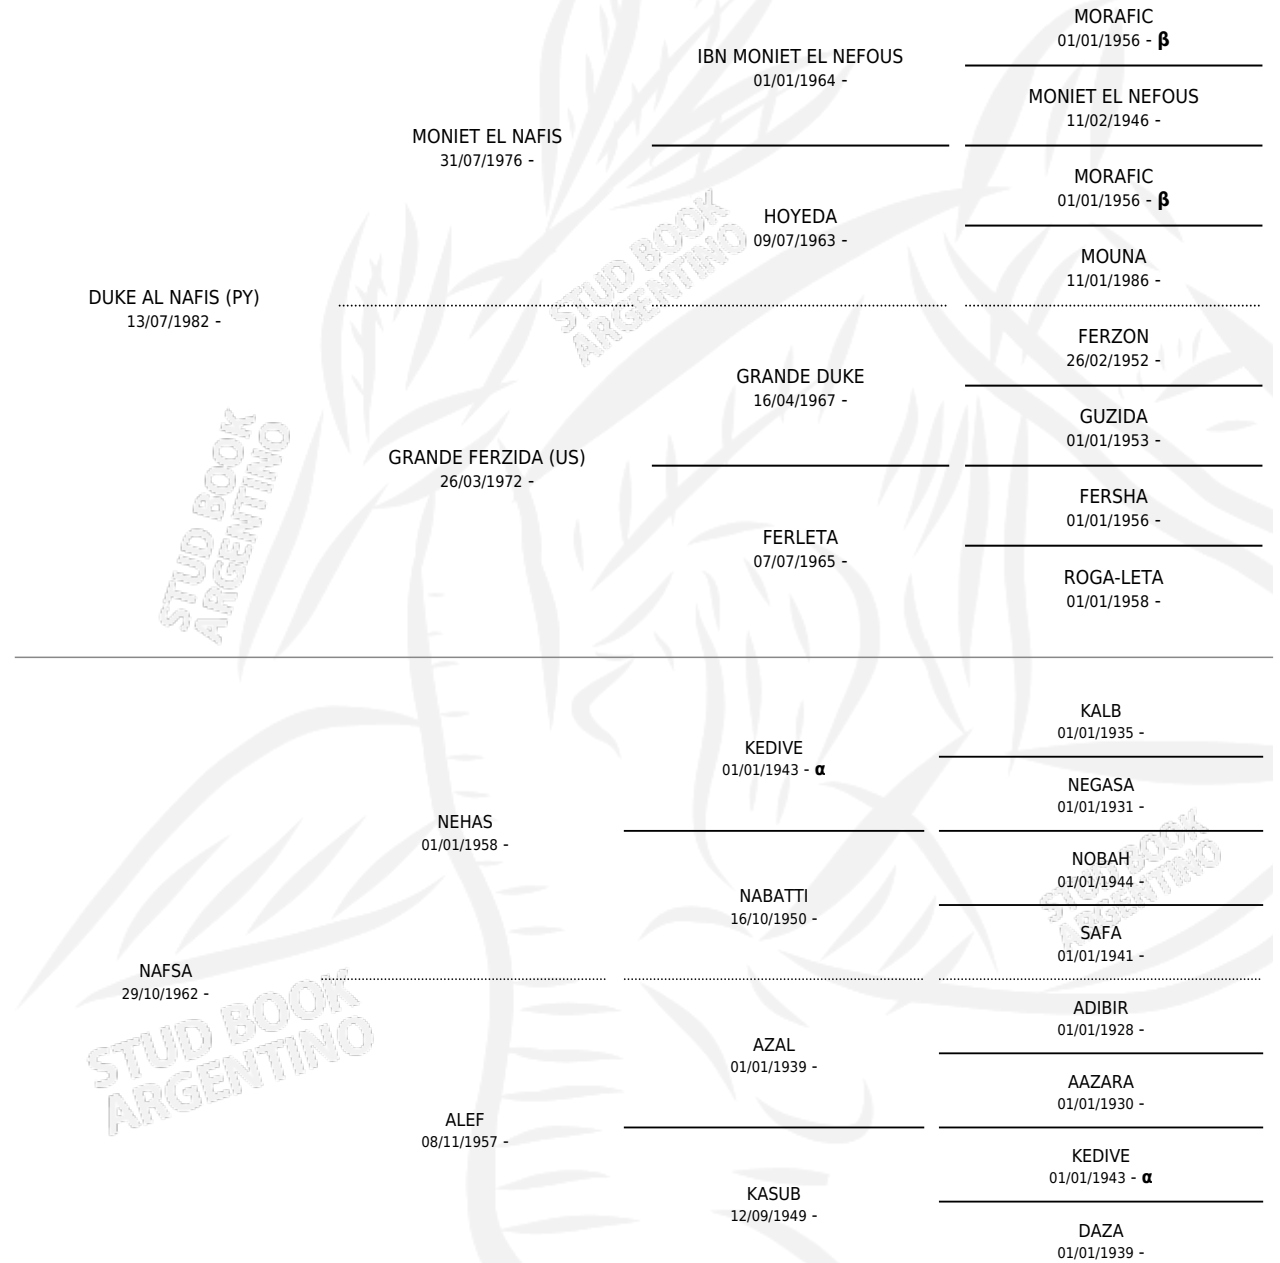 MORAFIC
01/01/1956 - β
IBN MONIET EL NEFOUS
01/01/1964 -
MONIET EL NEFOUS
11/02/1946 -
MONIET EL NAFIS
31/07/1976 -
MORAFIC
01/01/1956 - β
HOYEDA
09/07/1963 -
MOUNA
11/01/1986 -
DUKE AL NAFIS (PY)
13/07/1982 -
FERZON
26/02/1952 -
GRANDE DUKE
16/04/1967 -
GUZIDA
01/01/1953 -
GRANDE FERZIDA (US)
26/03/1972 -
FERSHA
01/01/1956 -
FERLETA
07/07/1965 -
ROGA-LETA
01/01/1958 -
KALB
01/01/1935 -
KEDIVE
01/01/1943 - α
NEGASA
01/01/1931 -
NEHAS
01/01/1958 -
NOBAH
01/01/1944 -
NABATTI
16/10/1950 -
SAFA
01/01/1941 -
NAFSA
29/10/1962 -
ADIBIR
01/01/1928 -
AZAL
01/01/1939 -
AAZARA
01/01/1930 -
ALEF
08/11/1957 -
KEDIVE
01/01/1943 - α
KASUB
12/09/1949 -
DAZA
01/01/1939 -
STUD BOOK
ARGENTINO
STUD BOOK
ARGENTINO
STUD BOOK
ARGENTINO
STUD BOOK
ARGENTINO